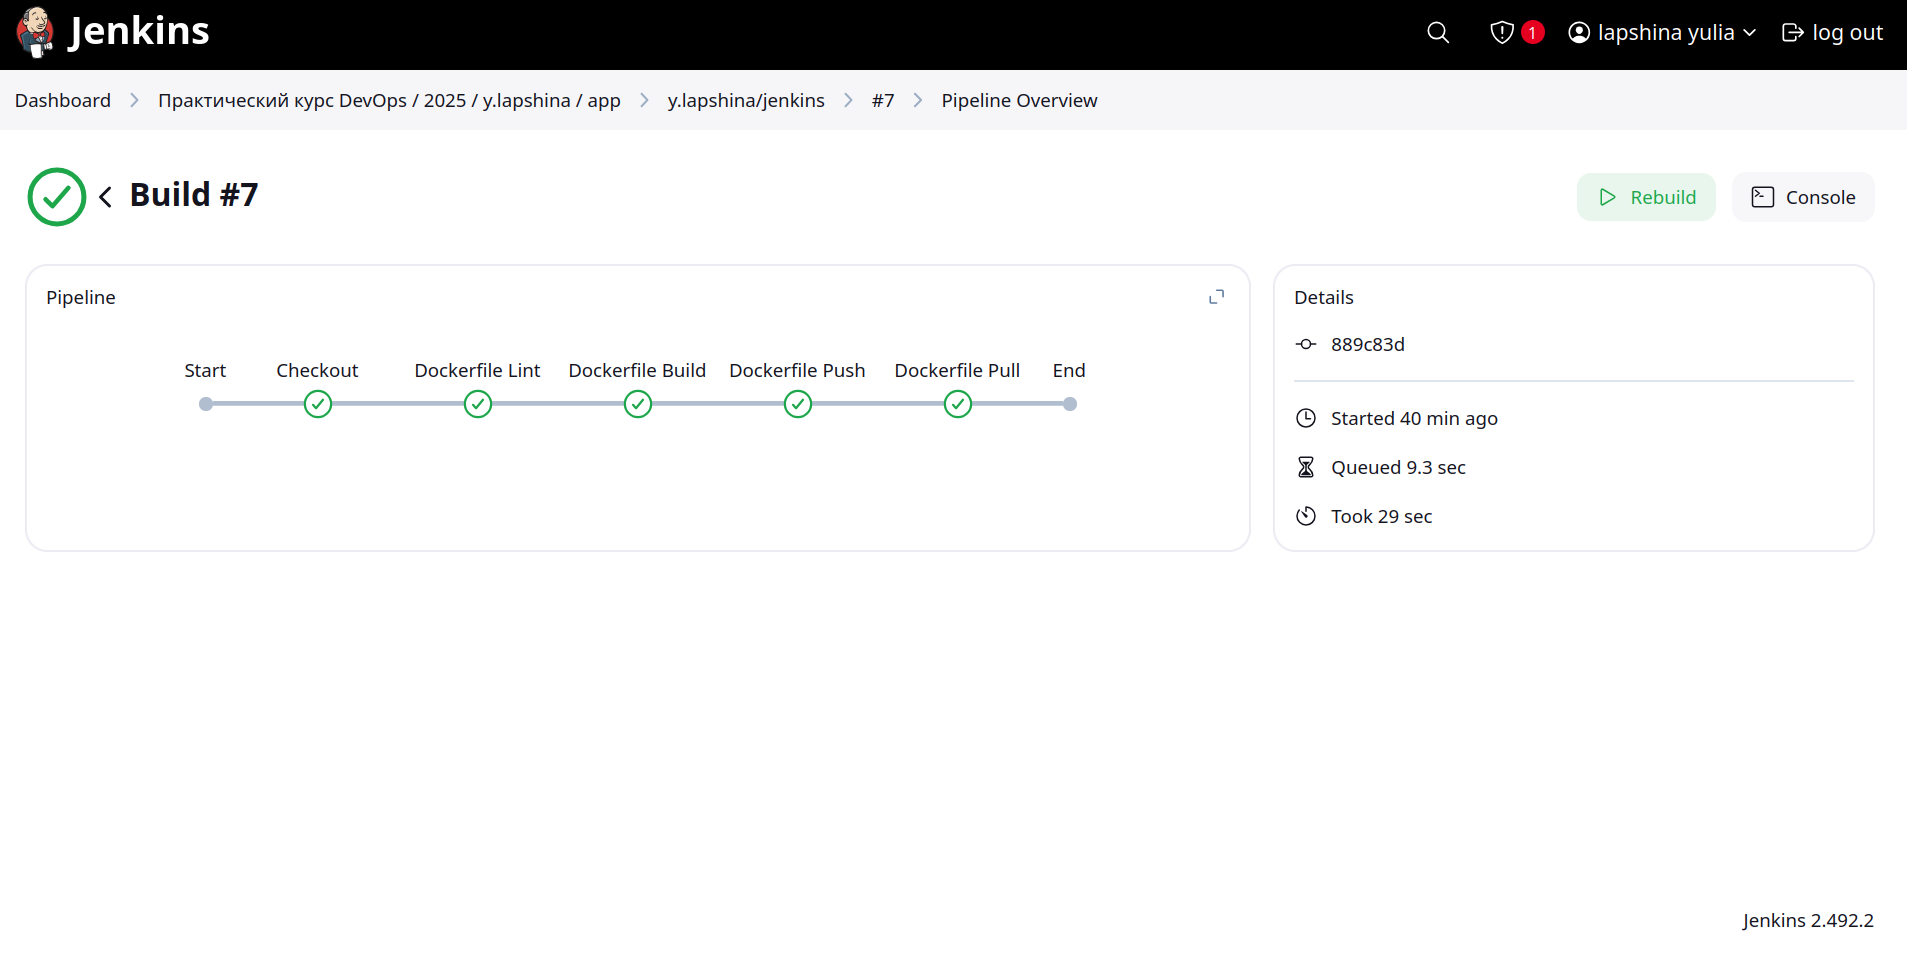 Jenkins
1
lapshina yulia
log out
Dashboard > Практический курс DevOps / 2025 / y.lapshina / app > y.lapshina/jenkins > #7 > Pipeline Overview
Build #7
Rebuild
Console
Pipeline
Start Checkout Dockerfile Lint Dockerfile Build Dockerfile Push Dockerfile Pull End
Details
889c83d
Started 40 min ago
Queued 9.3 sec
Took 29 sec
Jenkins 2.492.2